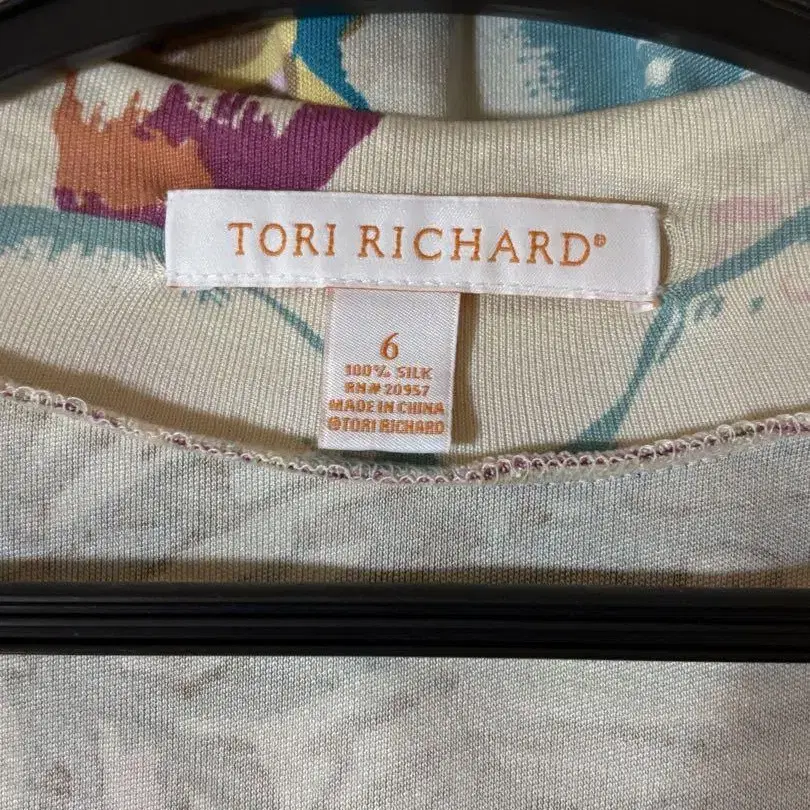 TORI RICHARD®
6
100% SILK
RN# 20957
MADE IN CHINA
©TORI RICHARD